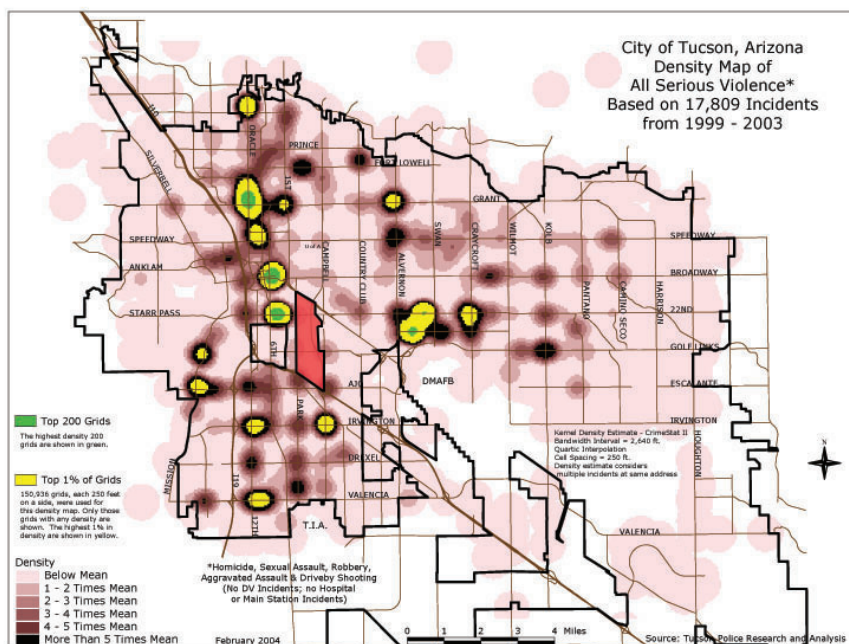 City of Tucson, Arizona
Density Map of
All Serious Violence*
Based on 17,809 Incidents
from 1999 - 2003
I10
SILVERBELL
ORACLE
PRINCE
FORT LOWELL
1ST
GRANT
SPEEDWAY
U of A
CAMPBELL
COUNTRY CLUB
ALVERNON
SWAN
CRAYCROFT
WILMOT
KOLB
SPEEDWAY
ANKLAM
BROADWAY
PANTANO
CAMINO SECO
HARRISON
STARR PASS
22ND
6TH
GOLF LINKS
DMAFB
AJO
ESCALANTE
PARK
IRVINGTON
IRVINGTON
DREXEL
HOUGHTON
MISSION
I19
VALENCIA
12TH
T.I.A.
VALENCIA
Top 200 Grids
The highest density 200
grids are shown in green.
Top 1% of Grids
150,936 grids, each 250 feet
on a side, were used for
this density map. Only those
grids with any density are
shown. The highest 1% in
density are shown in yellow.
Kernel Density Estimate - CrimeStat II
Bandwidth Interval = 2,640 ft.
Quartic Interpolation
Cell Spacing = 250 ft.
Density estimate considers
multiple incidents at same address
N
Density
Below Mean
1 - 2 Times Mean
2 - 3 Times Mean
3 - 4 Times Mean
4 - 5 Times Mean
More Than 5 Times Mean
*Homicide, Sexual Assault, Robbery,
Aggravated Assault & Driveby Shooting
(No DV Incidents; no Hospital
or Main Station Incidents)
February 2004
0 1 2 3 4 Miles
Source: Tucson Police Research and Analysis